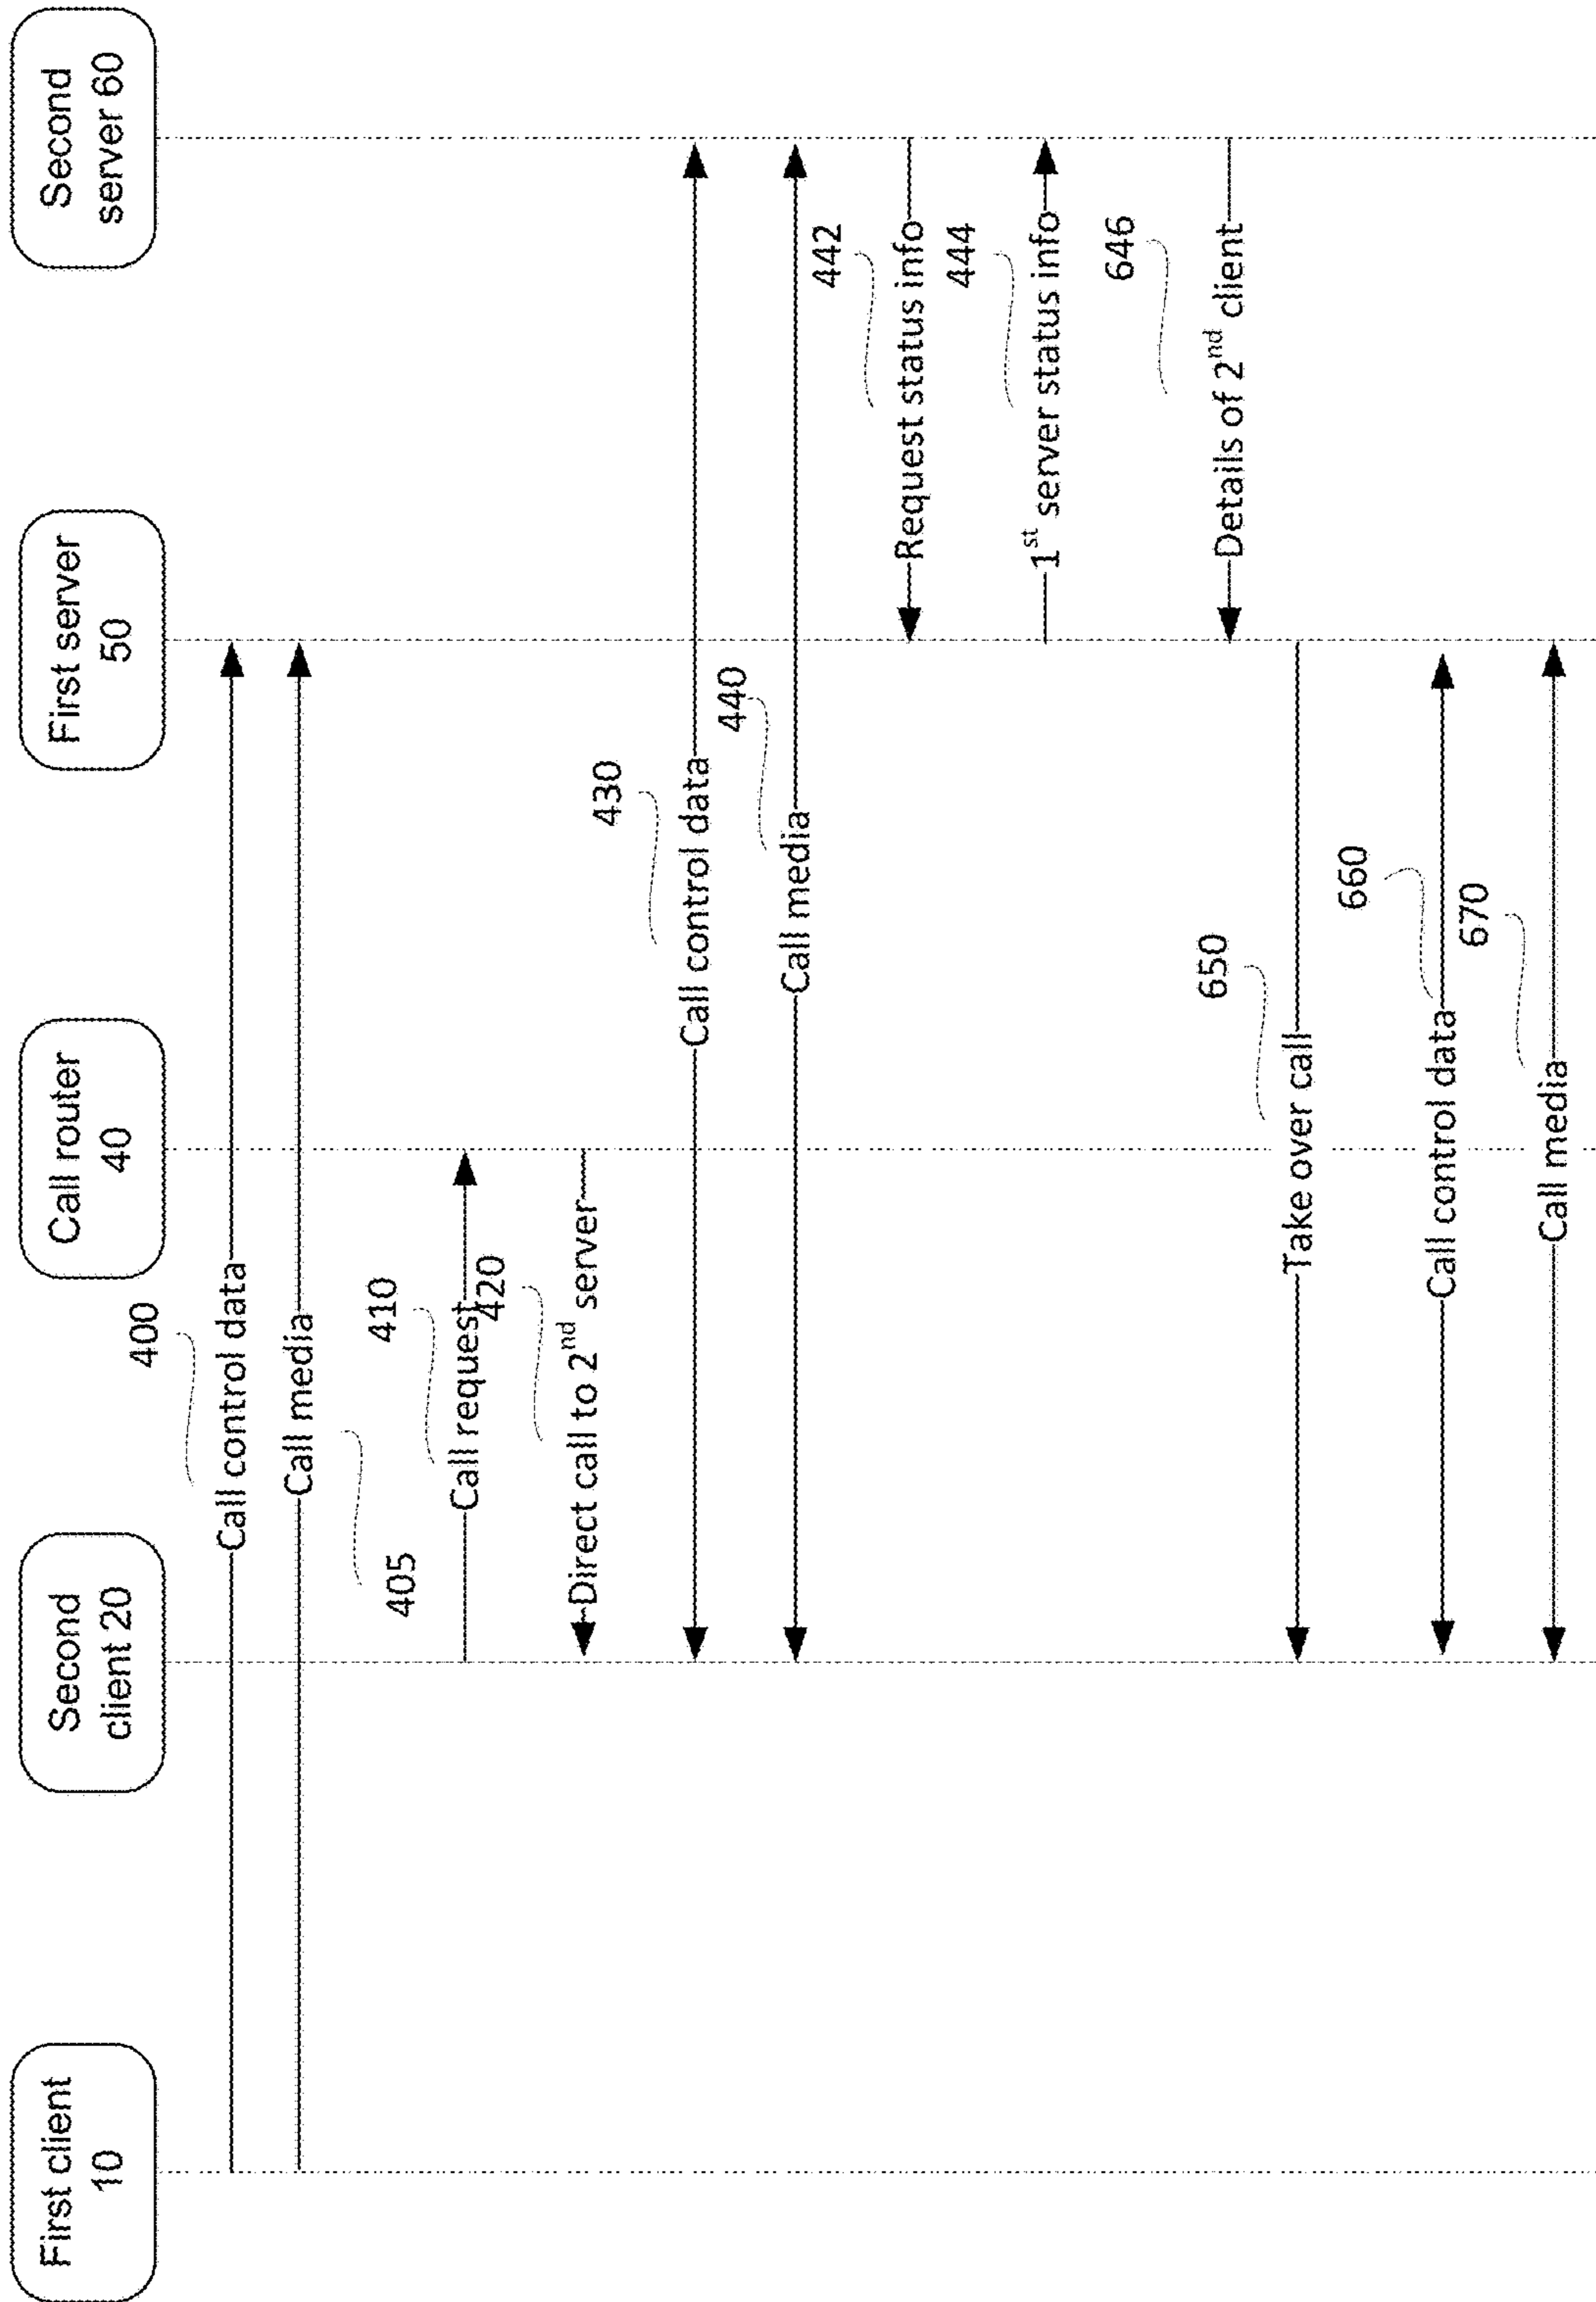 First client
10
Second
client 20
Call router
40
First server
50
Second
server 60
400
Call control data
Call media
405
410
Call request
420
Direct call to 2nd server
430
Call control data
440
Call media
442
Request status info
444
1st server status info
646
Details of 2nd client
650
Take over call
660
Call control data
670
Call media